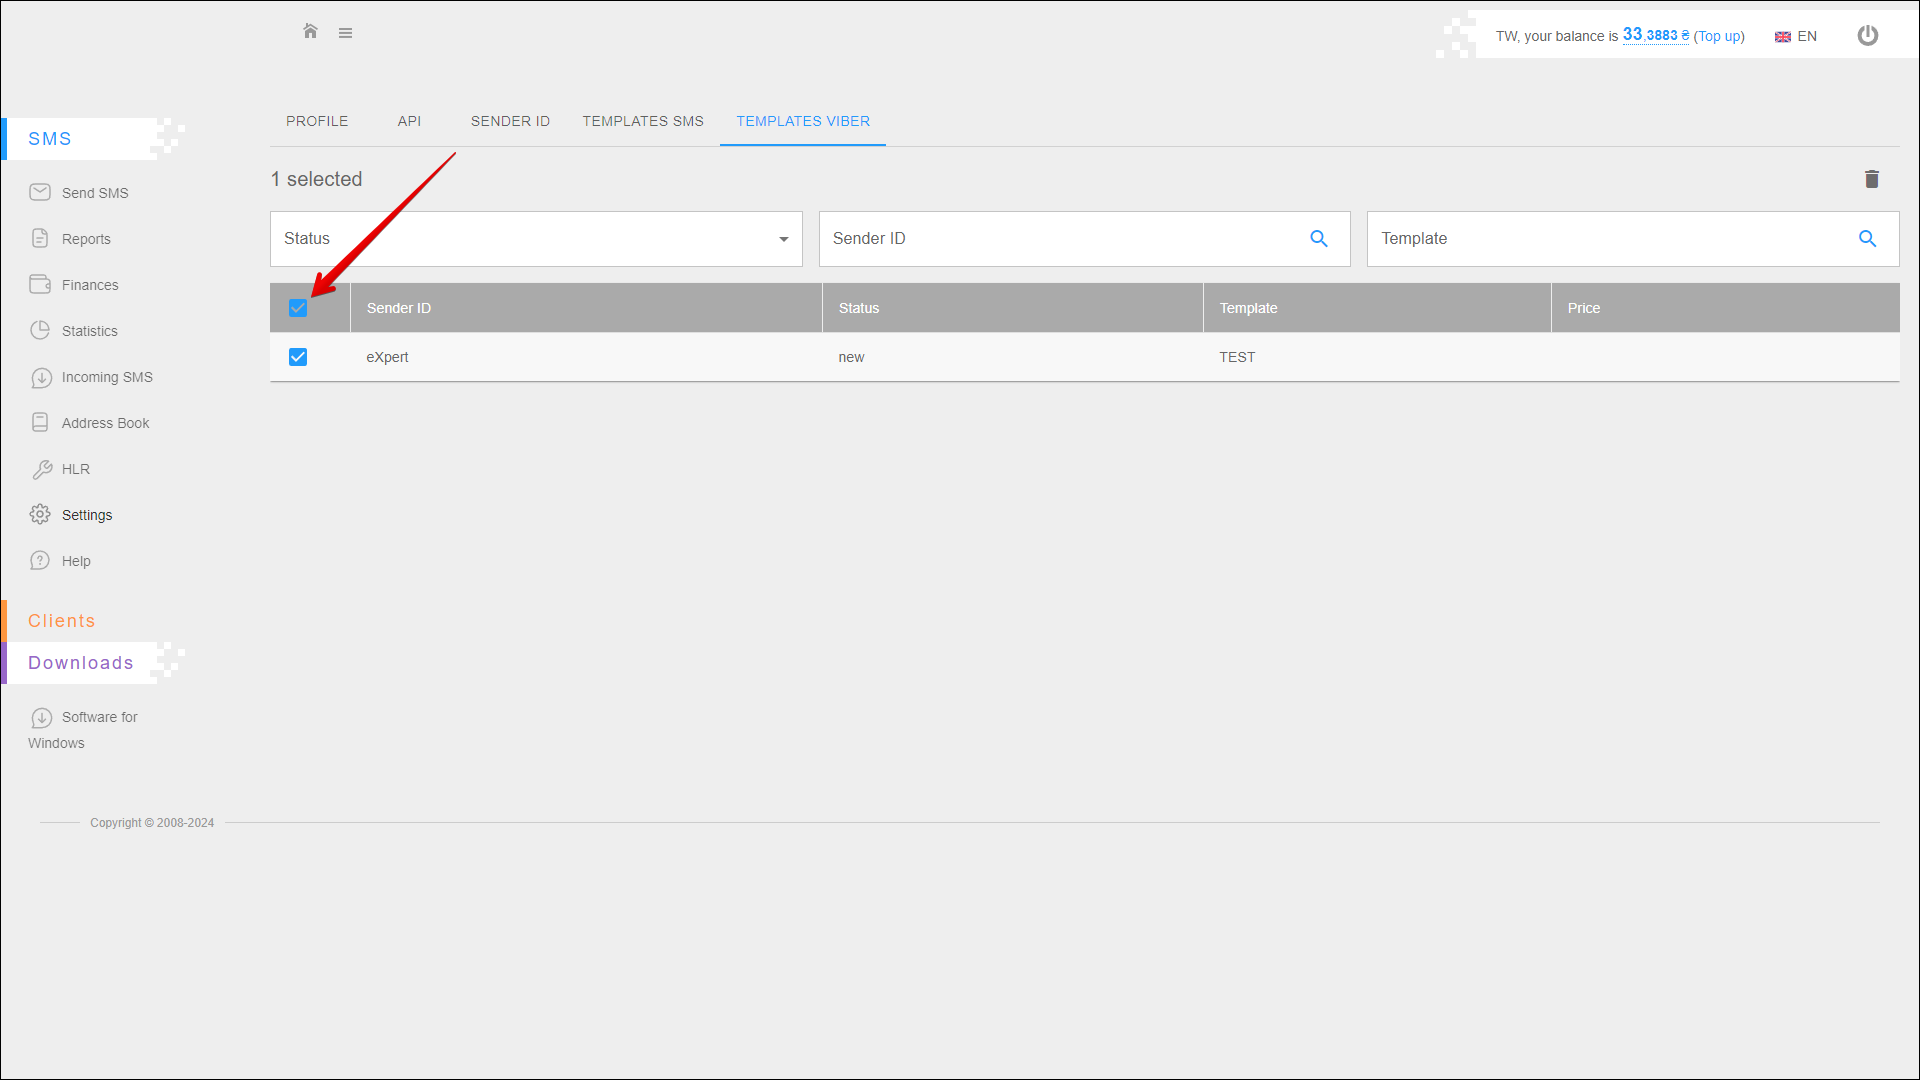 TW, your balance is 33,3883 ₴ (Top up)
EN
SMS
Send SMS
Reports
Finances
Statistics
Incoming SMS
Address Book
HLR
Settings
Help
Clients
Downloads
Software for
Windows
PROFILE
API
SENDER ID
TEMPLATES SMS
TEMPLATES VIBER
1 selected
Status
Sender ID
Template
Sender ID
Status
Template
Price
eXpert
new
TEST
Copyright © 2008-2024